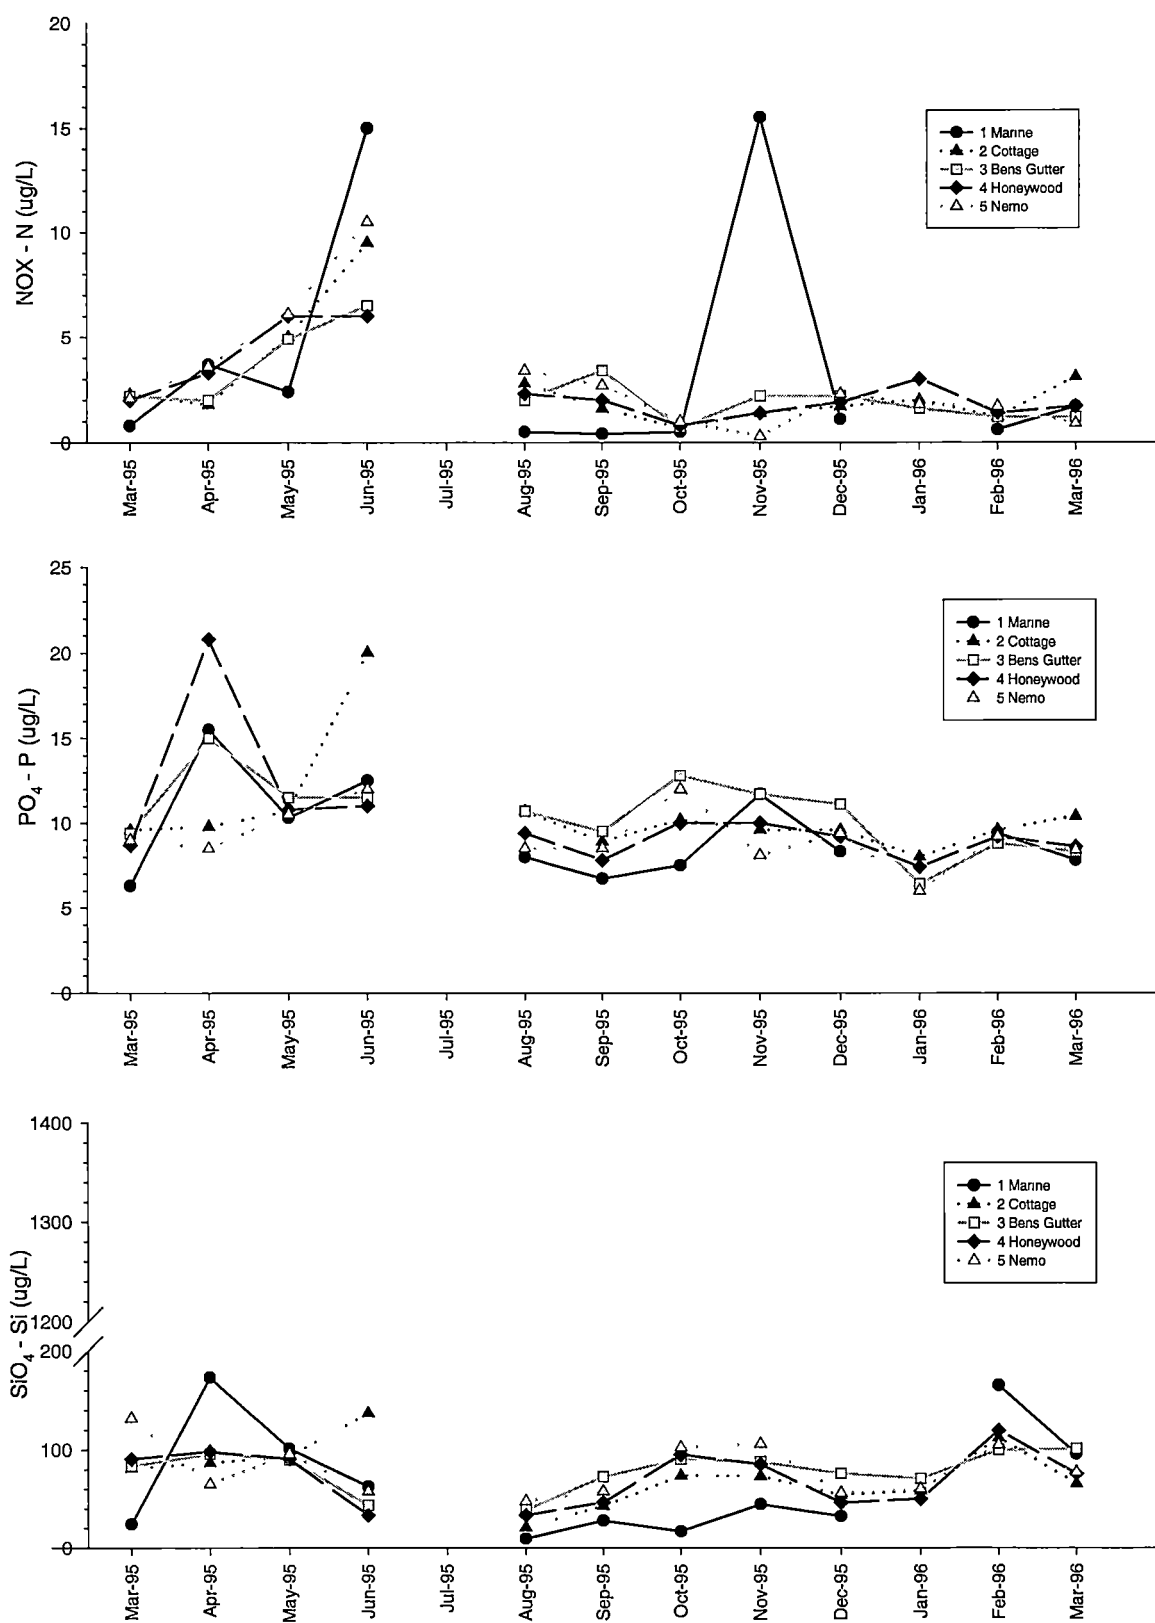 20
15
10
5
0
NOX - N (ug/L)
1 Marine
2 Cottage
3 Bens Gutter
4 Honeywood
5 Nemo
Mar-95
Apr-95
May-95
Jun-95
Jul-95
Aug-95
Sep-95
Oct-95
Nov-95
Dec-95
Jan-96
Feb-96
Mar-96
25
20
15
10
5
0
PO4 - P (ug/L)
1 Marine
2 Cottage
3 Bens Gutter
4 Honeywood
5 Nemo
Mar-95
Apr-95
May-95
Jun-95
Jul-95
Aug-95
Sep-95
Oct-95
Nov-95
Dec-95
Jan-96
Feb-96
Mar-96
1400
1300
1200
200
100
0
SiO4 - Si (ug/L)
1 Marine
2 Cottage
3 Bens Gutter
4 Honeywood
5 Nemo
Mar-95
Apr-95
May-95
Jun-95
Jul-95
Aug-95
Sep-95
Oct-95
Nov-95
Dec-95
Jan-96
Feb-96
Mar-96